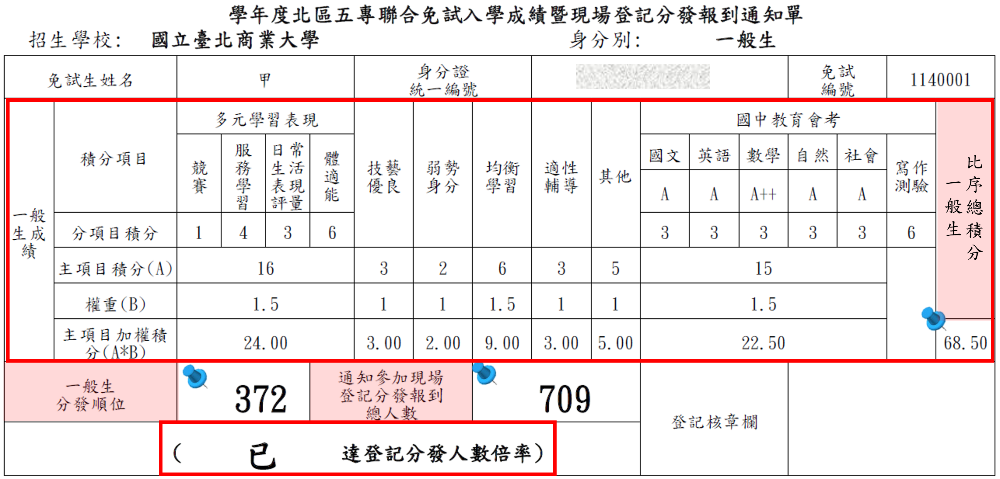 學年度北區五專聯合免試入學成績暨現場登記分發報到通知單
招生學校: 國立臺北商業大學 身分別: 一般生
免試生姓名 甲 身分證統一編號 免試編號 1140001
一般生成績
積分項目
多元學習表現
競賽 服務學習 日常生活表現評量 體適能
技藝優良 弱勢身分 均衡學習 適性輔導 其他
國中教育會考
國文 英語 數學 自然 社會 寫作測驗
A A A++ A A
一般生比序總積分
分項目積分 1 4 3 6 3 3 3 3 3 6
主項目積分(A) 16 3 2 6 3 5 15
權重(B) 1.5 1 1 1.5 1 1 1.5
主項目加權積分(A*B) 24.00 3.00 2.00 9.00 3.00 5.00 22.50 68.50
一般生分發順位 372 通知參加現場登記分發報到總人數 709
登記核章欄
( 已 達登記分發人數倍率)